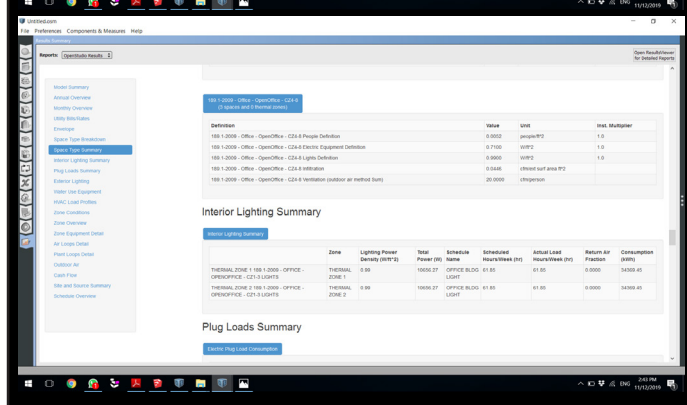 ENG
11/12/2019
Untitled.osm
File Preferences Components & Measures Help
Results Summary
Reports: OpenStudio Results
Open ResultsViewer
for Detailed Reports
Model Summary
Annual Overview
Monthly Overview
Utility Bills/Rates
Envelope
Space Type Breakdown
Space Type Summary
Interior Lighting Summary
Plug Loads Summary
Exterior Lighting
Water Use Equipment
HVAC Load Profiles
Zone Conditions
Zone Overview
Zone Equipment Detail
Air Loops Detail
Plant Loops Detail
Outdoor Air
Cash Flow
Site and Source Summary
Schedule Overview
189.1-2009 - Office - OpenOffice - CZ4-8
(3 spaces and 0 thermal zones)
Definition Value Unit Inst. Multiplier
189.1-2009 - Office - OpenOffice - CZ4-8 People Definition 0.0052 people/ft^2 1.0
189.1-2009 - Office - OpenOffice - CZ4-8 Electric Equipment Definition 0.7100 W/ft^2 1.0
189.1-2009 - Office - OpenOffice - CZ4-8 Lights Definition 0.9900 W/ft^2 1.0
189.1-2009 - Office - OpenOffice - CZ4-8 Infiltration 0.0446 cfm/ext surf area ft^2
189.1-2009 - Office - OpenOffice - CZ4-8 Ventilation (outdoor air method Sum) 20.0000 cfm/person
Interior Lighting Summary
Interior Lighting Summary
Zone Lighting Power Density (W/ft^2) Total Power (W) Schedule Name Scheduled Hours/Week (hr) Actual Load Hours/Week (hr) Return Air Fraction Consumption (kWh)
THERMAL ZONE 1 189.1-2009 - OFFICE - OPENOFFICE - CZ1-3 LIGHTS THERMAL ZONE 1 0.99 10656.27 OFFICE BLDG LIGHT 61.85 61.85 0.0000 34369.45
THERMAL ZONE 2 189.1-2009 - OFFICE - OPENOFFICE - CZ1-3 LIGHTS THERMAL ZONE 2 0.99 10656.27 OFFICE BLDG LIGHT 61.85 61.85 0.0000 34369.45
Plug Loads Summary
Electric Plug Load Consumption
ENG
2:43 PM
11/12/2019